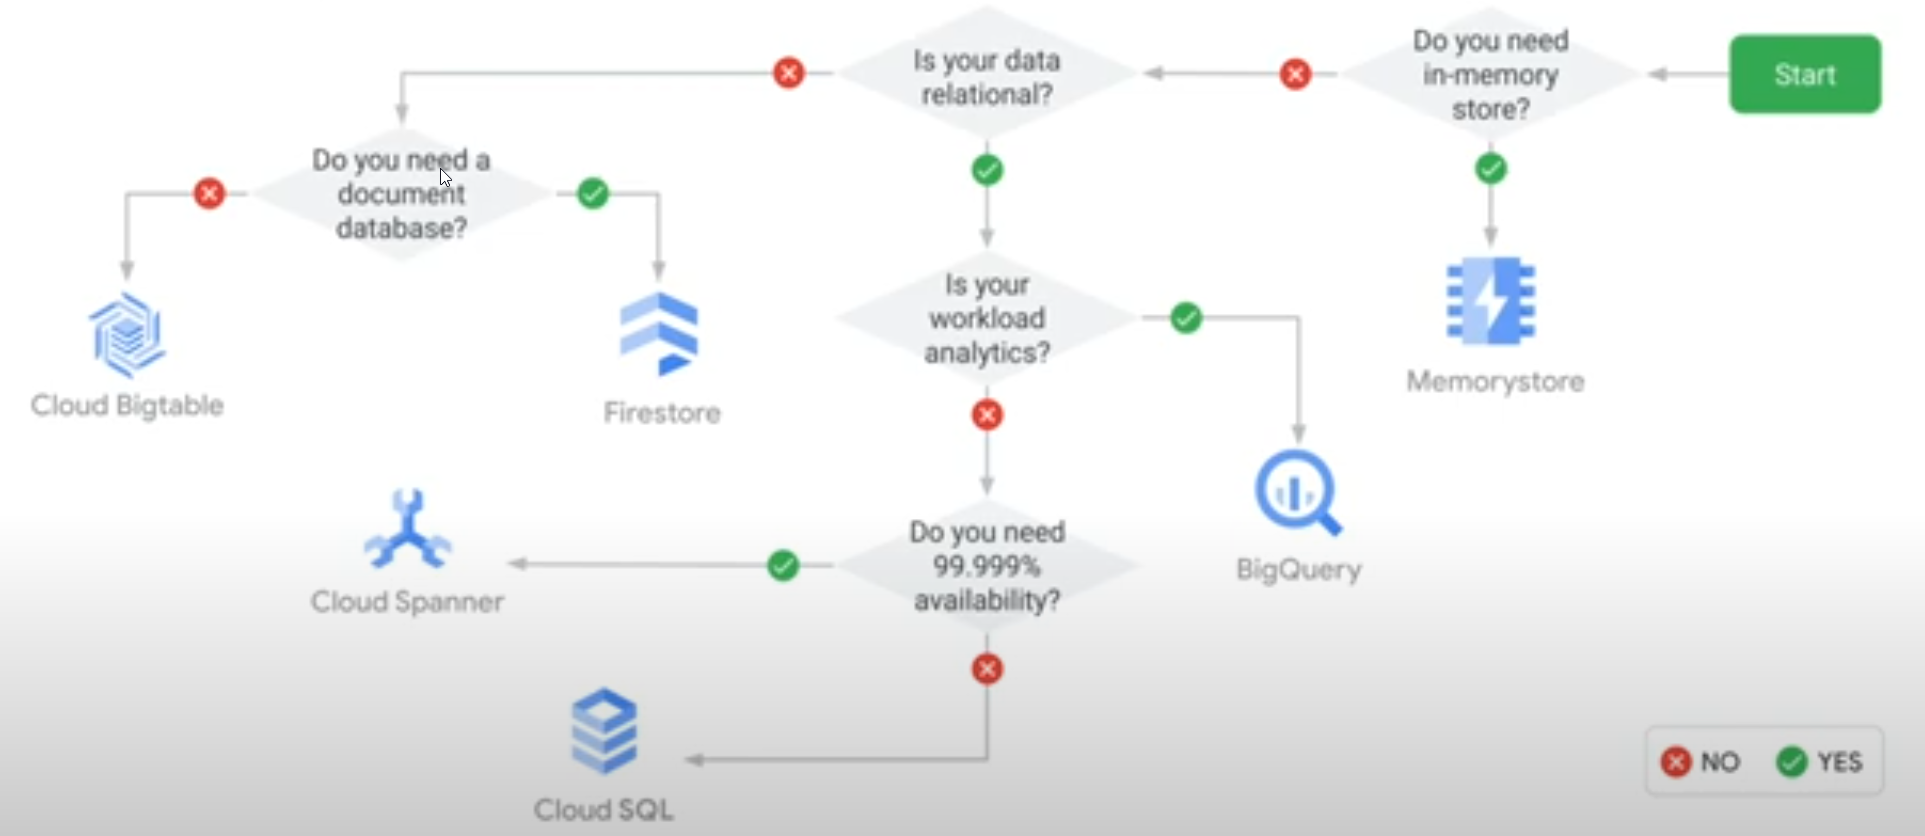 Start
Do you need
in-memory
store?
Is your data
relational?
Do you need a
document
database?
Is your
workload
analytics?
Memorystore
Cloud Bigtable
Firestore
Do you need
99.999%
availability?
BigQuery
Cloud Spanner
Cloud SQL
NO YES